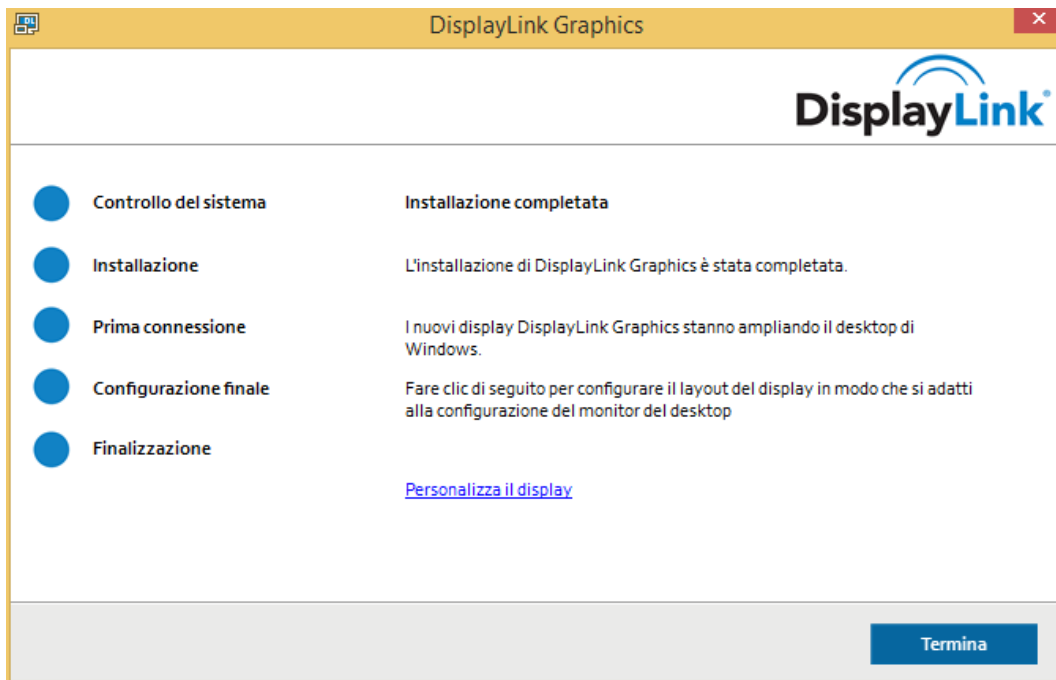 DisplayLink Graphics
DisplayLink
Controllo del sistema
Installazione
Prima connessione
Configurazione finale
Finalizzazione
Installazione completata
L'installazione di DisplayLink Graphics è stata completata.
I nuovi display DisplayLink Graphics stanno ampliando il desktop di
Windows.
Fare clic di seguito per configurare il layout del display in modo che si adatti
alla configurazione del monitor del desktop
Personalizza il display
Termina